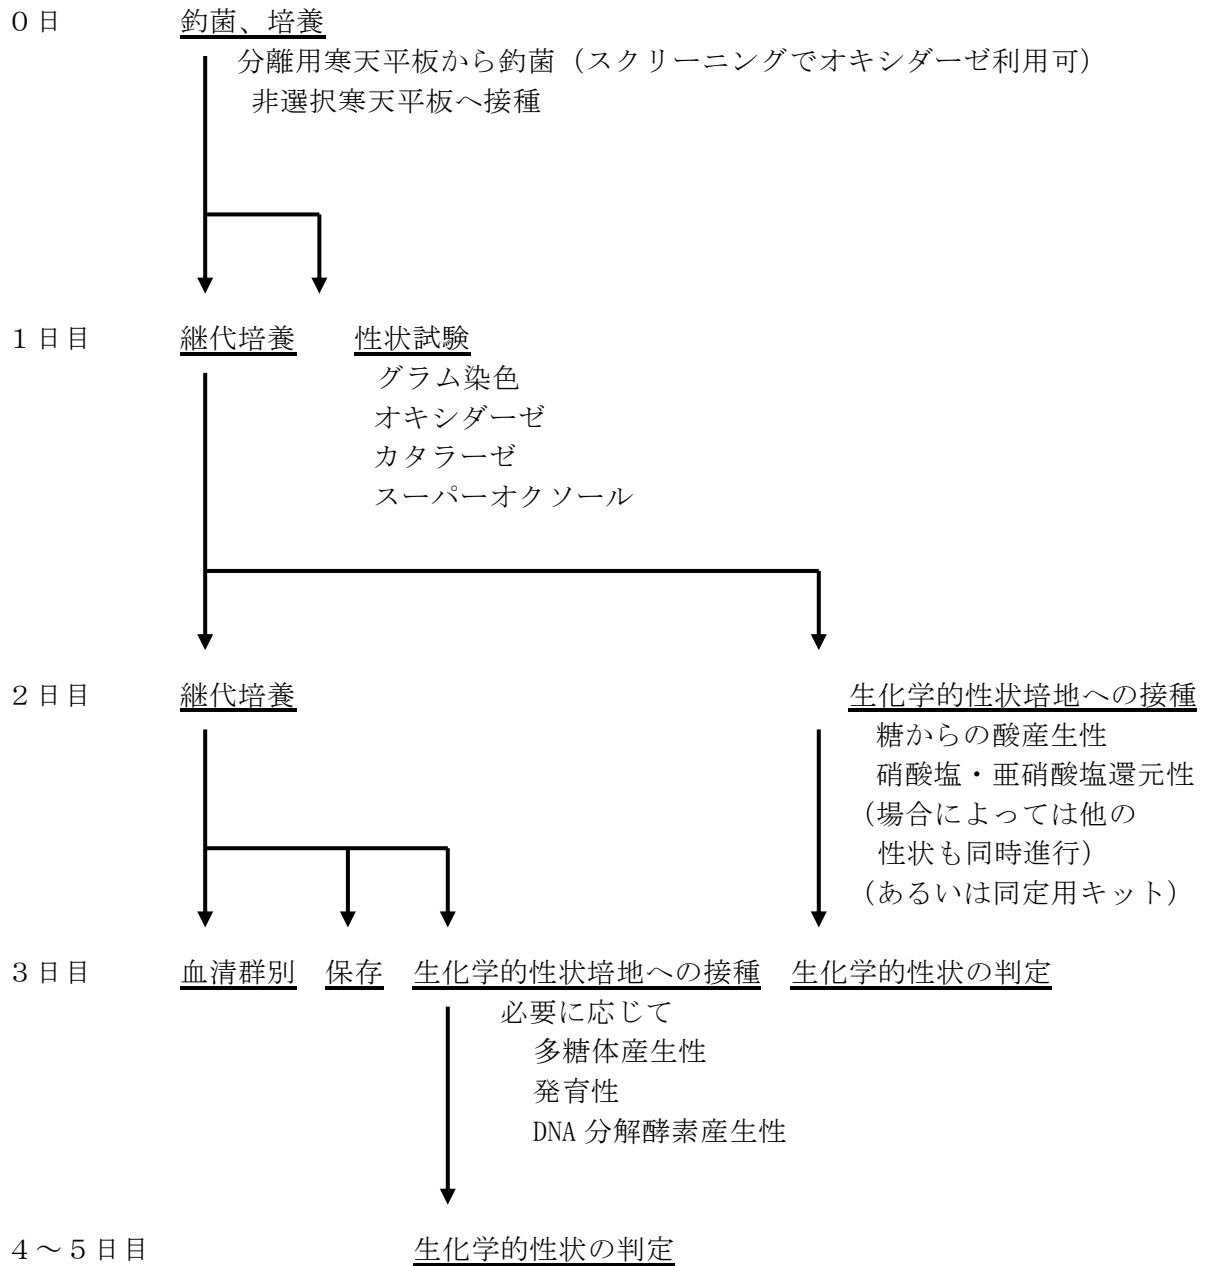 ０日 釣菌、培養
分離用寒天平板から釣菌（スクリーニングでオキシダーゼ利用可）
非選択寒天平板へ接種
１日目 継代培養 性状試験
グラム染色
オキシダーゼ
カタラーゼ
スーパーオクソール
２日目 継代培養 生化学的性状培地への接種
糖からの酸産生性
硝酸塩・亜硝酸塩還元性
（場合によっては他の
性状も同時進行）
（あるいは同定用キット）
３日目 血清群別 保存 生化学的性状培地への接種 生化学的性状の判定
必要に応じて
多糖体産生性
発育性
DNA 分解酵素産生性
４～５日目 生化学的性状の判定